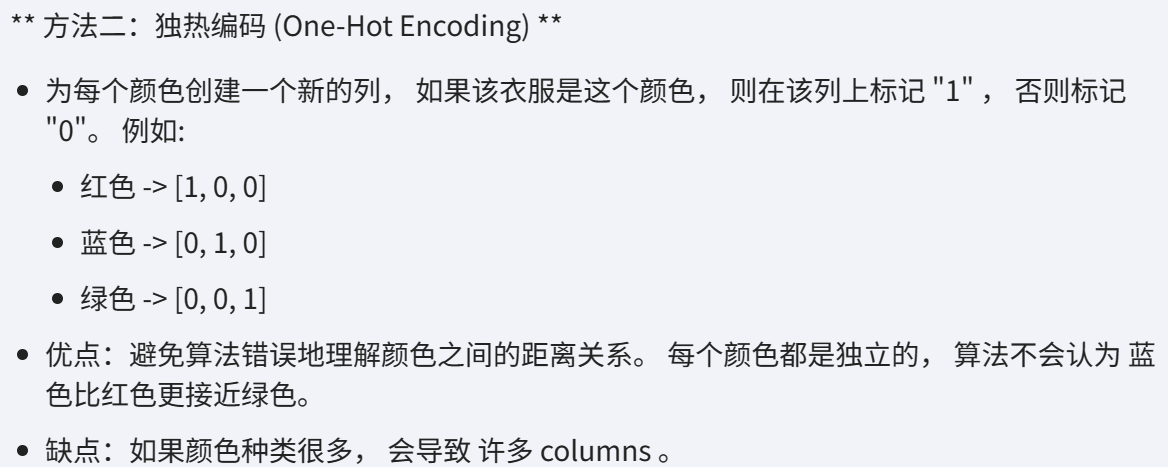 ** 方法二：独热编码 (One-Hot Encoding) **
• 为每个颜色创建一个新的列， 如果该衣服是这个颜色， 则在该列上标记 "1" ， 否则标记
"0"。 例如:
• 红色 -> [1, 0, 0]
• 蓝色 -> [0, 1, 0]
• 绿色 -> [0, 0, 1]
• 优点：避免算法错误地理解颜色之间的距离关系。 每个颜色都是独立的， 算法不会认为 蓝
色比红色更接近绿色。
• 缺点：如果颜色种类很多， 会导致 许多 columns 。